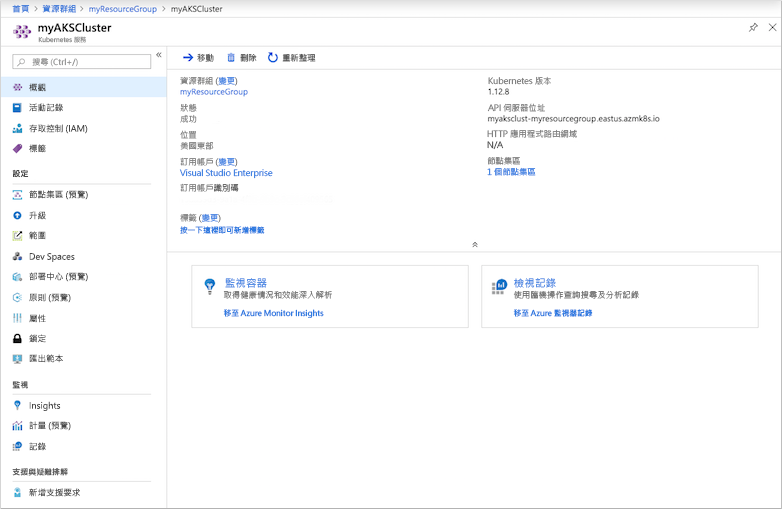 首頁 > 資源群組 > myResourceGroup > myAKSCluster
myAKSCluster
Kubernetes 服務
搜尋 (Ctrl+/)
概觀
活動記錄
存取控制 (IAM)
標籤
設定
節點集區 (預覽)
升級
範圍
Dev Spaces
部署中心 (預覽)
原則 (預覽)
屬性
鎖定
匯出範本
監視
Insights
計量 (預覽)
記錄
支援與疑難排解
新增支援要求
移動 刪除 重新整理
資源群組 (變更)
myResourceGroup
狀態
成功
位置
美國東部
訂用帳戶 (變更)
Visual Studio Enterprise
訂用帳戶識別碼
標籤 (變更)
按一下這裡即可新增標籤
Kubernetes 版本
1.12.8
API 伺服器位址
myaksclust-myresourcegroup.eastus.azmk8s.io
HTTP 應用程式路由網域
N/A
節點集區
1 個節點集區
監視容器
取得健康情況和效能深入解析
移至 Azure Monitor Insights
檢視記錄
使用臨機操作查詢搜尋及分析記錄
移至 Azure 監視器記錄